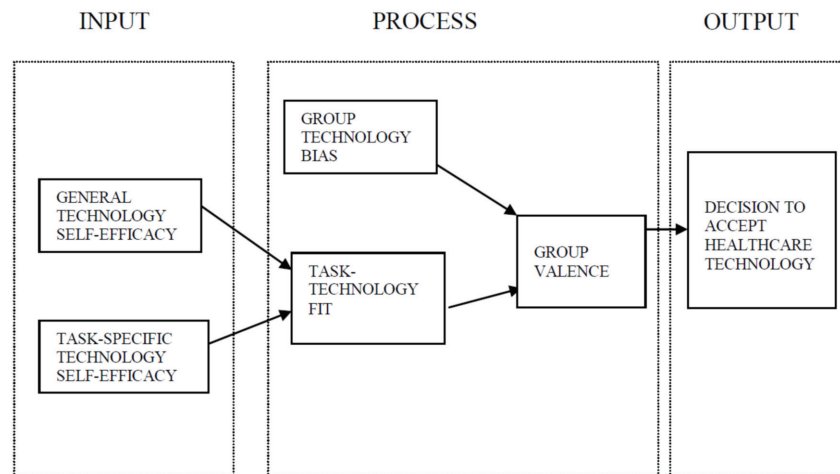 INPUT
PROCESS
OUTPUT
GENERAL
TECHNOLOGY
SELF-EFFICACY
TASK-SPECIFIC
TECHNOLOGY
SELF-EFFICACY
GROUP
TECHNOLOGY
BIAS
TASK-
TECHNOLOGY
FIT
GROUP
VALENCE
DECISION TO
ACCEPT
HEALTHCARE
TECHNOLOGY